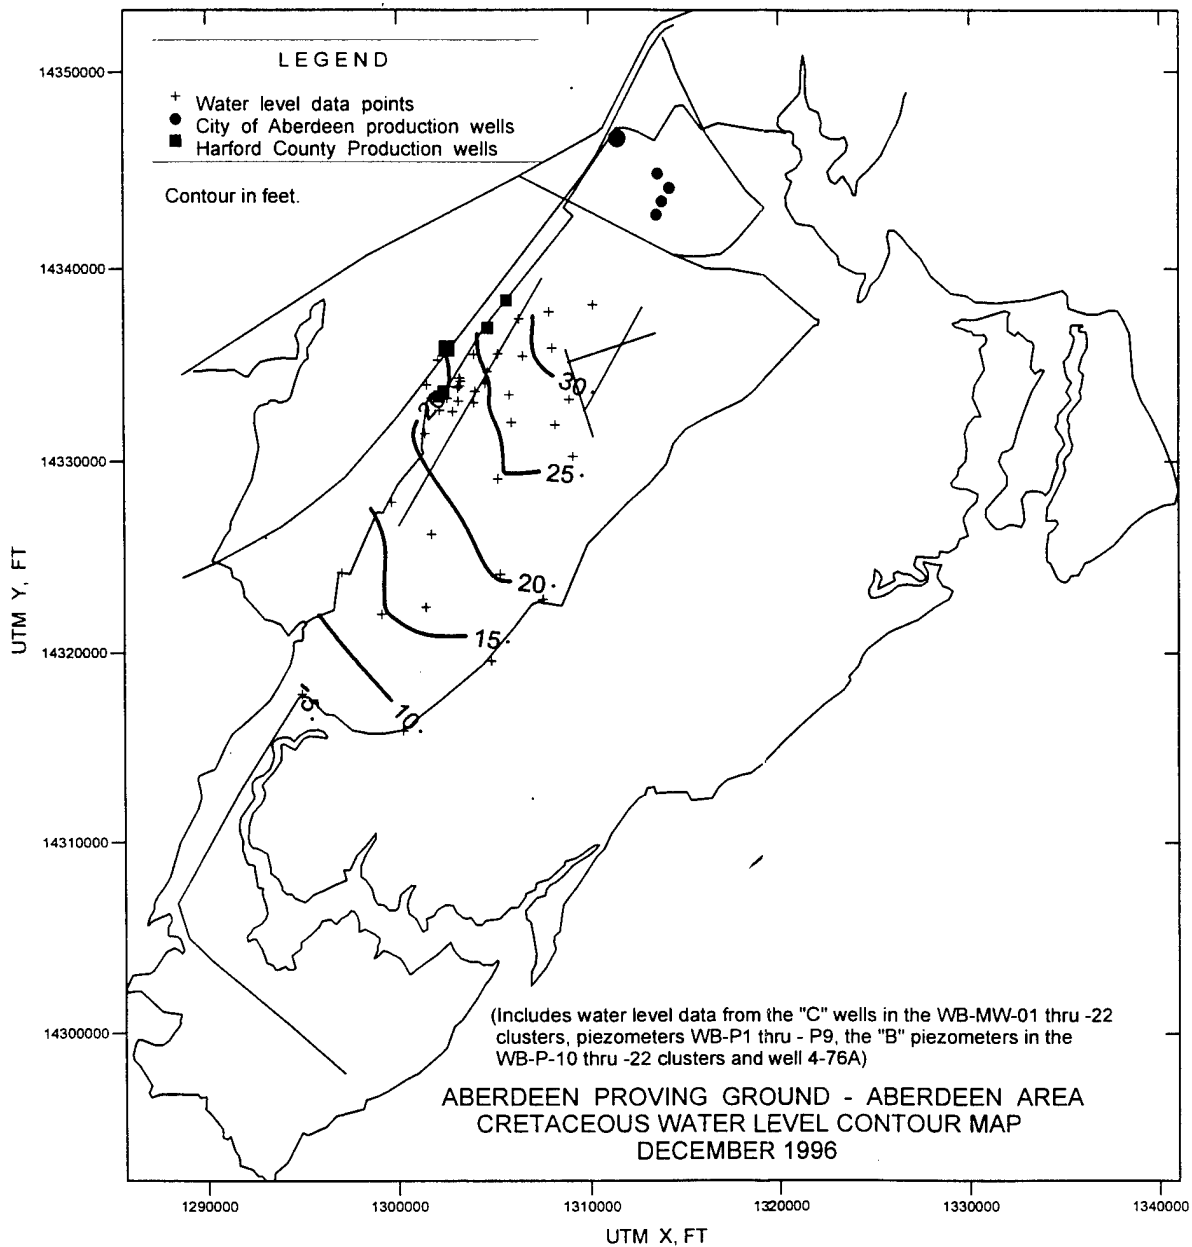 LEGEND
+ Water level data points
● City of Aberdeen production wells
■ Harford County Production wells
Contour in feet.
14350000
14340000
14330000
14320000
14310000
14300000
UTM Y, FT
20
30.
25.
20.
15.
10.
5.
(Includes water level data from the "C" wells in the WB-MW-01 thru -22
clusters, piezometers WB-P1 thru - P9, the "B" piezometers in the
WB-P-10 thru -22 clusters and well 4-76A)
ABERDEEN PROVING GROUND - ABERDEEN AREA
CRETACEOUS WATER LEVEL CONTOUR MAP
DECEMBER 1996
1290000
1300000
1310000
1320000
1330000
1340000
UTM X, FT